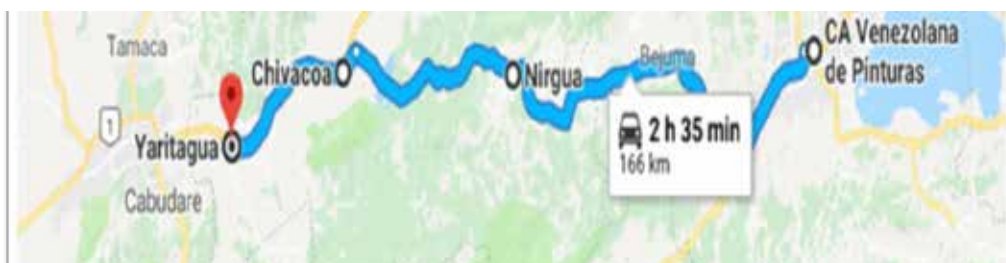 Tamaca
Chivacoa
1
Yaritagua
Cabudare
Nirgua
Bejuma
2 h 35 min
166 km
CA Venezolana
de Pinturas